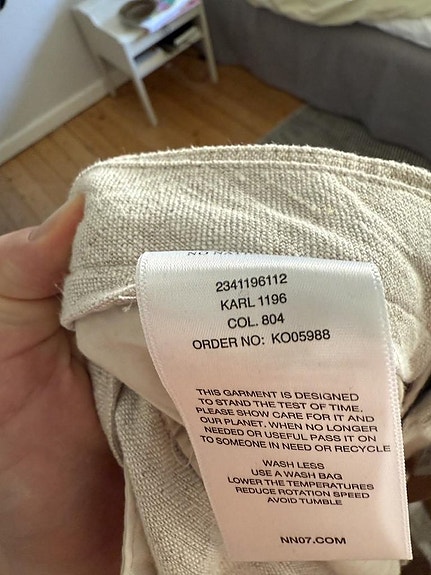 2341196112
KARL 1196
COL. 804
ORDER NO: KO05988
THIS GARMENT IS DESIGNED
TO STAND THE TEST OF TIME.
PLEASE SHOW CARE FOR IT AND
OUR PLANET. WHEN NO LONGER
NEEDED OR USEFUL PASS IT ON
TO SOMEONE IN NEED OR RECYCLE
WASH LESS
USE A WASH BAG
LOWER THE TEMPERATURES
REDUCE ROTATION SPEED
AVOID TUMBLE
NN07.COM